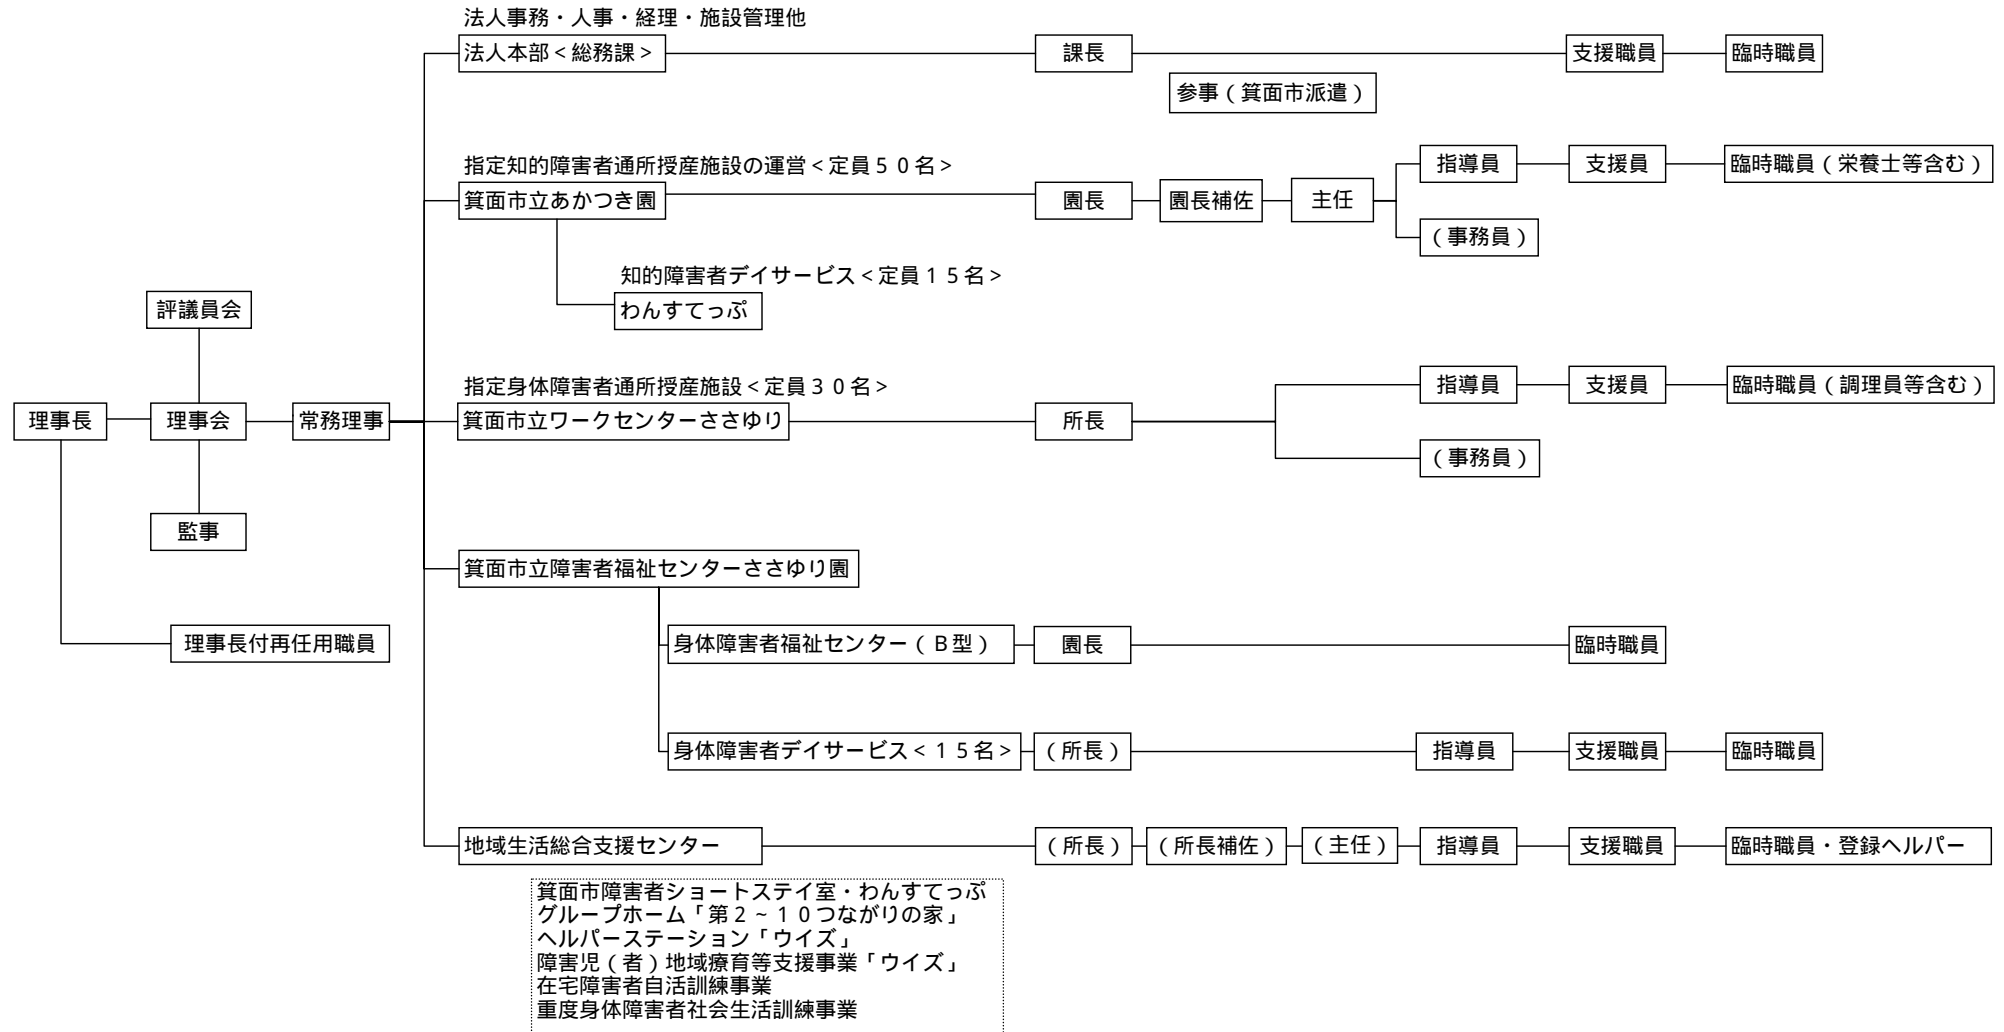 法人事務・人事・経理・施設管理他
法人本部＜総務課＞
課長
支援職員
臨時職員
参事（箕面市派遣）
指定知的障害者通所授産施設の運営＜定員５０名＞
箕面市立あかつき園
園長
園長補佐
主任
指導員
支援員
臨時職員（栄養士等含む）
（事務員）
知的障害者デイサービス＜定員１５名＞
わんすてっぷ
評議員会
理事長
理事会
常務理事
監事
理事長付再任用職員
指定身体障害者通所授産施設＜定員３０名＞
箕面市立ワークセンターささゆり
所長
指導員
支援員
臨時職員（調理員等含む）
（事務員）
箕面市立障害者福祉センターささゆり園
身体障害者福祉センター（Ｂ型）
園長
臨時職員
身体障害者デイサービス＜１５名＞
（所長）
指導員
支援職員
臨時職員
地域生活総合支援センター
（所長）
（所長補佐）
（主任）
指導員
支援職員
臨時職員・登録ヘルパー
箕面市障害者ショートステイ室・わんすてっぷ
グループホーム「第２~１０つながりの家」
ヘルパーステーション「ウイズ」
障害児（者）地域療育等支援事業「ウイズ」
在宅障害者自活訓練事業
重度身体障害者社会生活訓練事業